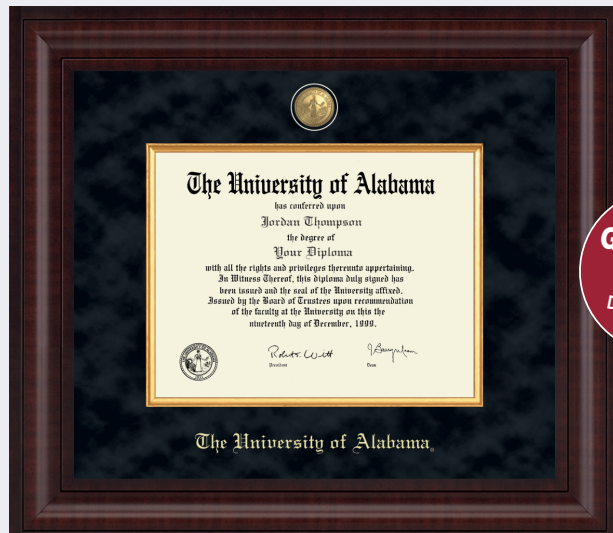 The University of Alabama
has conferred upon
Jordan Thompson
the degree of
Your Diploma
with all the rights and privileges thereunto appertaining.
In Witness Thereof, this diploma duly signed has
been issued and the seal of the University affixed.
Issued by the Board of Trustees upon recommendation
of the faculty at the University on this the
nineteenth day of December, 1999.
Robert E. Witt
President
Dean
The University of Alabama®